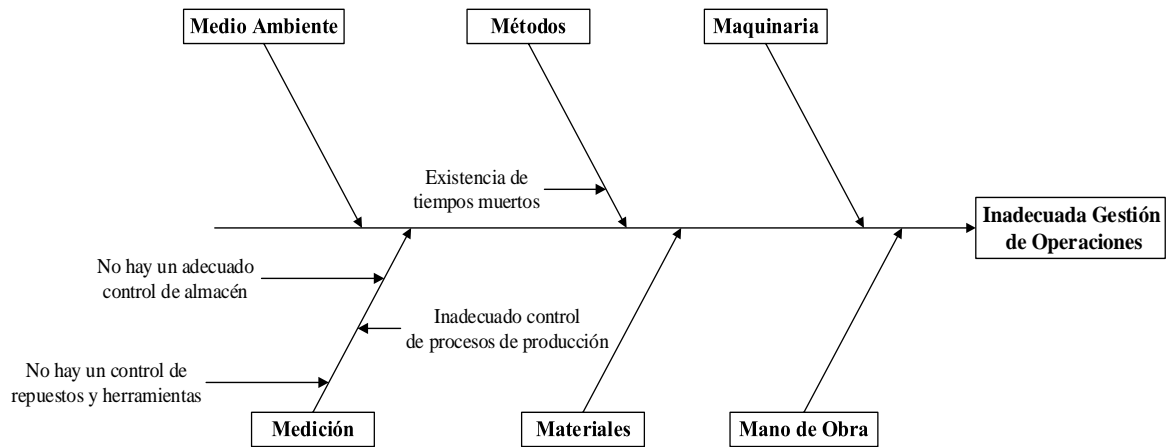 Medio Ambiente
Métodos
Maquinaria
Existencia de
tiempos muertos
Inadecuada Gestión
de Operaciones
No hay un adecuado
control de almacén
Inadecuado control
de procesos de producción
No hay un control de
repuestos y herramientas
Medición
Materiales
Mano de Obra